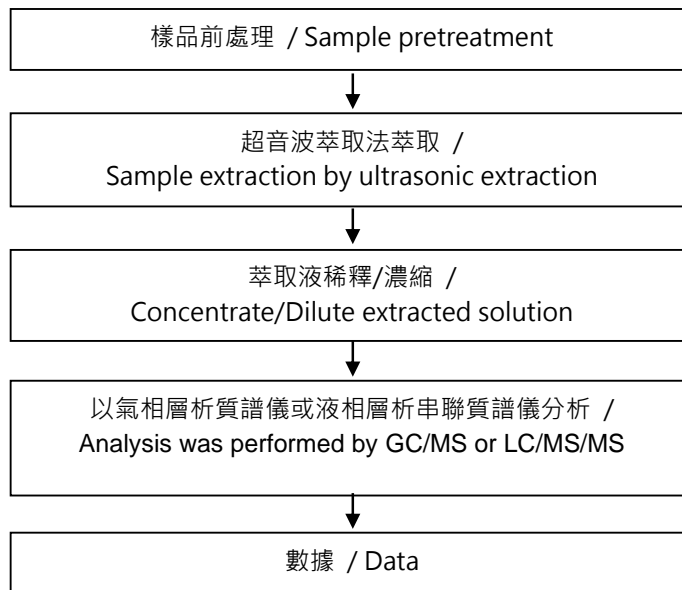 樣品前處理 / Sample pretreatment
超音波萃取法萃取 /
Sample extraction by ultrasonic extraction
萃取液稀釋/濃縮 /
Concentrate/Dilute extracted solution
以氣相層析質譜儀或液相層析串聯質譜儀分析 /
Analysis was performed by GC/MS or LC/MS/MS
數據 / Data